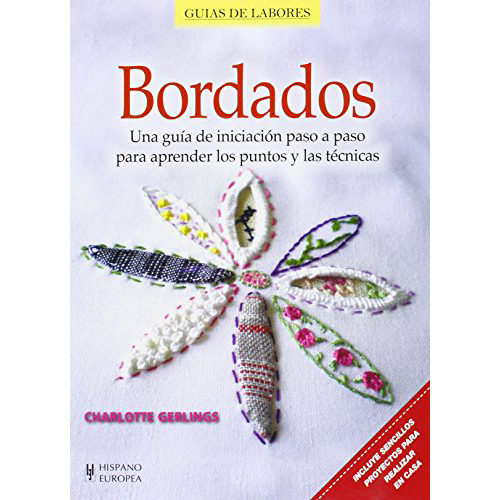 GUIAS DE LABORES
Bordados
Una guía de iniciación paso a paso
para aprender los puntos y las técnicas
CHARLOTTE GERLINGS
HISPANO
EUROPEA
INCLUYE SENCILLOS
PROYECTOS PARA
REALIZAR
EN CASA